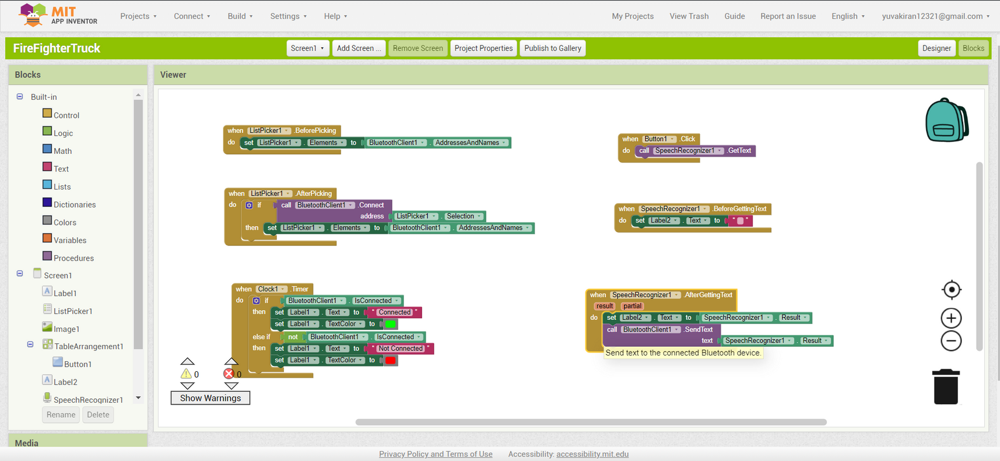 MIT
APP INVENTOR
Projects Connect Build Settings Help My Projects View Trash Guide Report an Issue English yuvakiran12321@gmail.com
FireFighterTruck Screen1 Add Screen ... Remove Screen Project Properties Publish to Gallery Designer Blocks
Blocks
Built-in
Control
Logic
Math
Text
Lists
Dictionaries
Colors
Variables
Procedures
Screen1
Label1
ListPicker1
Image1
TableArrangement1
Button1
Label2
SpeechRecognizer1
Rename Delete
Media
Viewer
when ListPicker1 .BeforePicking
do set ListPicker1 . Elements to BluetoothClient1 . AddressesAndNames
when Button1 .Click
do call SpeechRecognizer1 .GetText
when ListPicker1 .AfterPicking
do if call BluetoothClient1 .Connect
address ListPicker1 . Selection
then set ListPicker1 . Elements to BluetoothClient1 . AddressesAndNames
when SpeechRecognizer1 .BeforeGettingText
do set Label2 . Text to " "
when Clock1 .Timer
do if BluetoothClient1 . IsConnected
then set Label1 . Text to " Connected "
set Label1 . TextColor to
else if not BluetoothClient1 . IsConnected
then set Label1 . Text to " Not Connected "
set Label1 . TextColor to
when SpeechRecognizer1 .AfterGettingText
result partial
do set Label2 . Text to SpeechRecognizer1 . Result
call BluetoothClient1 .SendText
text SpeechRecognizer1 . Result
Send text to the connected Bluetooth device.
0 0
Show Warnings
Privacy Policy and Terms of Use Accessibility: accessibility.mit.edu